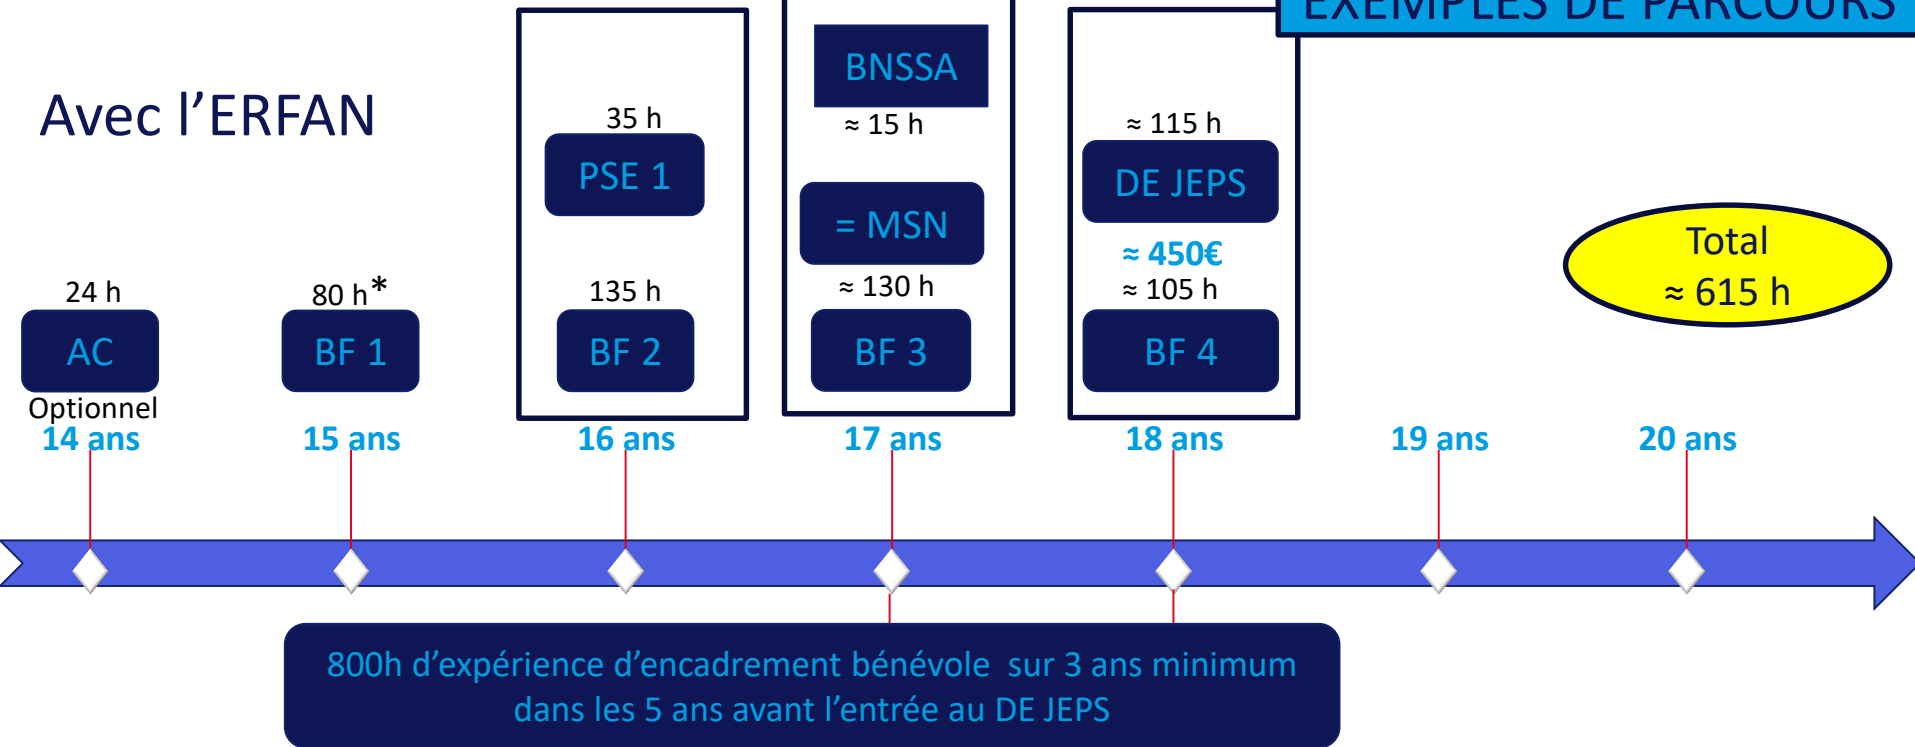 EXEMPLES DE PARCOURS
Avec l’ERFAN
24 h
AC
Optionnel
14 ans
80 h*
BF 1
15 ans
35 h
PSE 1
135 h
BF 2
16 ans
BNSSA
≈ 15 h
= MSN
≈ 130 h
BF 3
17 ans
≈ 115 h
DE JEPS
≈ 450€
≈ 105 h
BF 4
18 ans
19 ans
20 ans
Total
≈ 615 h
800h d’expérience d’encadrement bénévole sur 3 ans minimum
dans les 5 ans avant l’entrée au DE JEPS